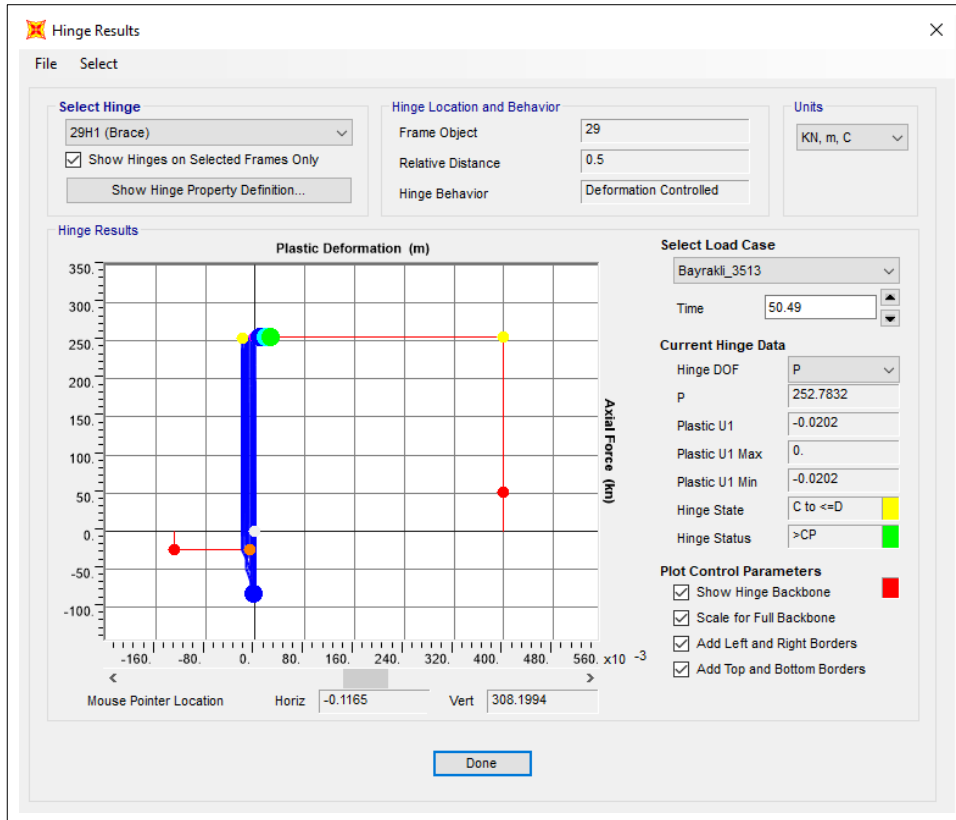 Hinge Results
File Select
Select Hinge
29H1 (Brace)
Show Hinges on Selected Frames Only
Show Hinge Property Definition...
Hinge Location and Behavior
Frame Object 29
Relative Distance 0.5
Hinge Behavior Deformation Controlled
Units
KN, m, C
Hinge Results
Plastic Deformation (m)
350.
300.
250.
200.
150.
100.
50.
0.
-50.
-100.
Axial Force (kn)
-160. -80. 0. 80. 160. 240. 320. 400. 480. 560. x10 -3
Mouse Pointer Location Horiz -0.1165 Vert 308.1994
Select Load Case
Bayrakli_3513
Time 50.49
Current Hinge Data
Hinge DOF P
P 252.7832
Plastic U1 -0.0202
Plastic U1 Max 0.
Plastic U1 Min -0.0202
Hinge State C to <=D
Hinge Status >CP
Plot Control Parameters
Show Hinge Backbone
Scale for Full Backbone
Add Left and Right Borders
Add Top and Bottom Borders
Done